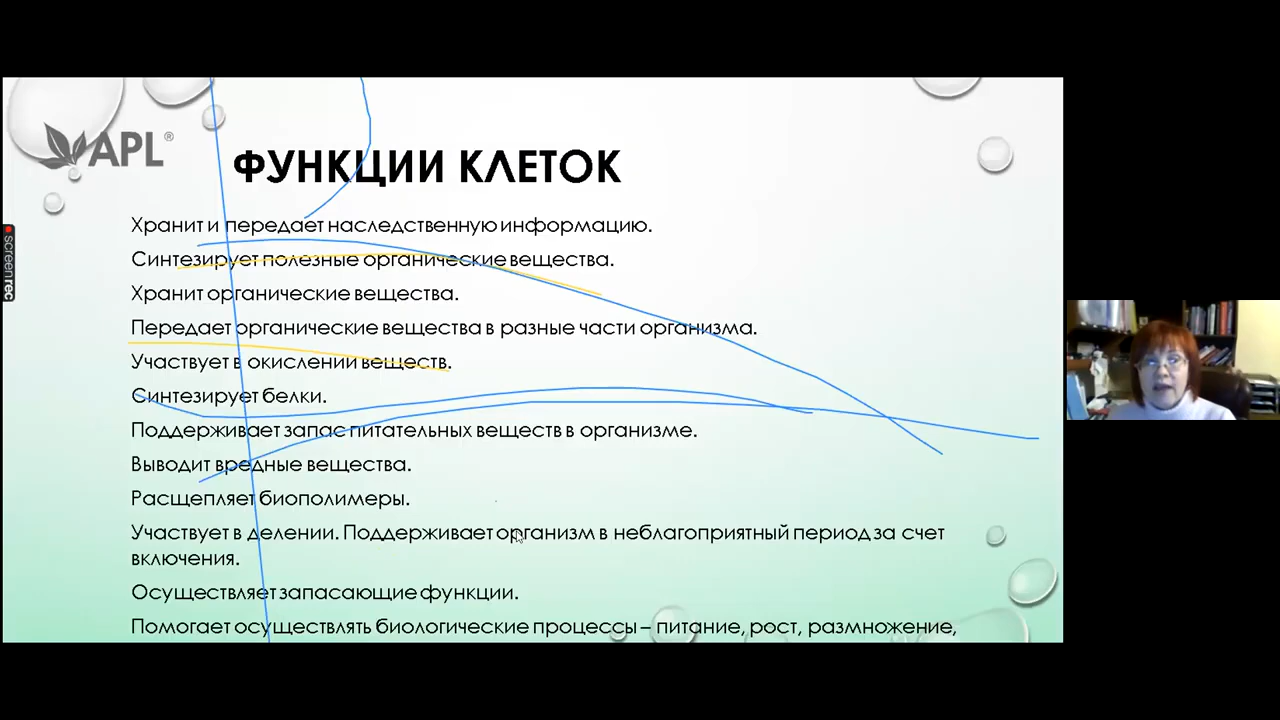 APL®
ФУНКЦИИ КЛЕТОК
Хранит и передает наследственную информацию.
Синтезирует полезные органические вещества.
Хранит органические вещества.
Передает органические вещества в разные части организма.
Участвует в окислении веществ.
Синтезирует белки.
Поддерживает запас питательных веществ в организме.
Выводит вредные вещества.
Расщепляет биополимеры.
Участвует в делении. Поддерживает организм в неблагоприятный период за счет
включения.
Осуществляет запасающие функции.
Помогает осуществлять биологические процессы – питание, рост, размножение,
screenrec